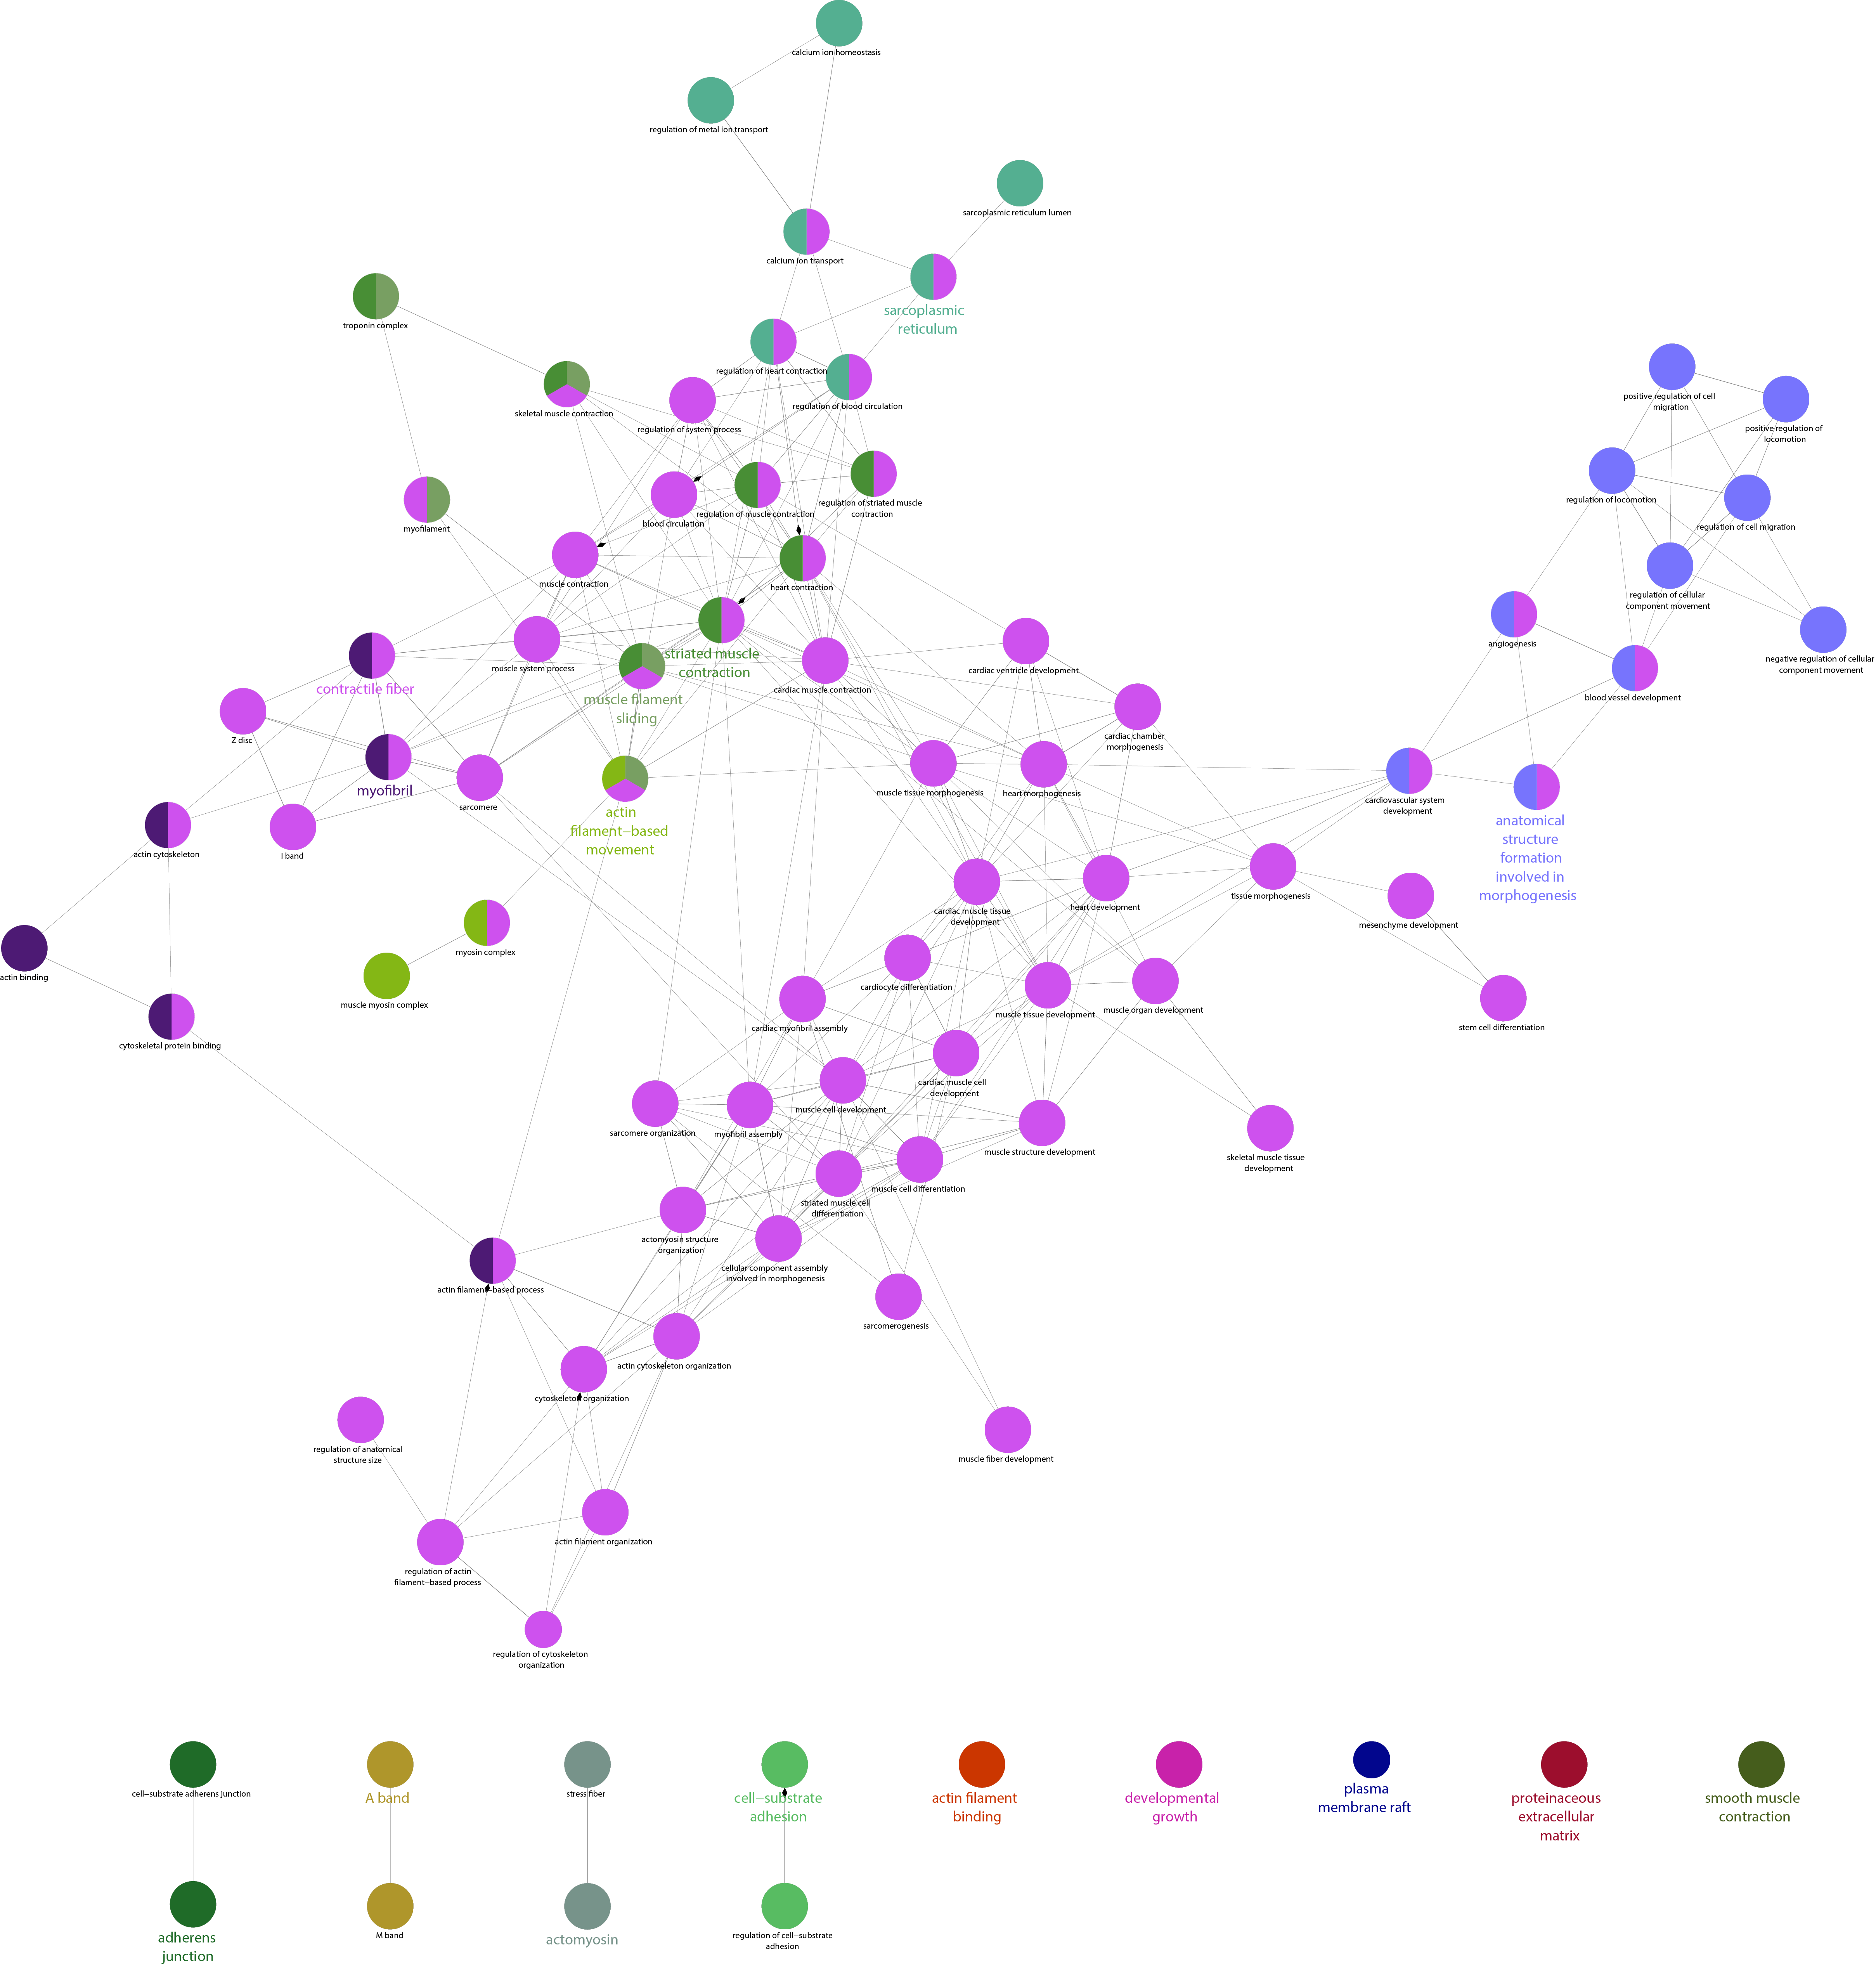 calcium ion homeostasis
regulation of metal ion transport
sarcoplasmic reticulum lumen
calcium ion transport
sarcoplasmic
reticulum
troponin complex
regulation of heart contraction
skeletal muscle contraction
regulation of blood circulation
regulation of system process
positive regulation of cell
migration
positive regulation of
locomotion
regulation of locomotion
regulation of cell migration
regulation of striated muscle
contraction
regulation of muscle contraction
blood circulation
myofilament
muscle contraction
heart contraction
regulation of cellular
component movement
angiogenesis
negative regulation of cellular
component movement
blood vessel development
striated muscle
contraction
muscle system process
cardiac ventricle development
contractile fiber
cardiac muscle contraction
muscle filament
sliding
Z disc
cardiac chamber
morphogenesis
myofibril
sarcomere
muscle tissue morphogenesis
heart morphogenesis
cardiovascular system
development
actin
filament−based
movement
anatomical
structure
formation
involved in
morphogenesis
actin cytoskeleton
I band
tissue morphogenesis
heart development
cardiac muscle tissue
development
mesenchyme development
myosin complex
actin binding
muscle myosin complex
cardiocyte differentiation
muscle tissue development
muscle organ development
stem cell differentiation
cardiac myofibril assembly
cytoskeletal protein binding
cardiac muscle cell
development
muscle cell development
sarcomere organization
myofibril assembly
muscle structure development
skeletal muscle tissue
development
muscle cell differentiation
striated muscle cell
differentiation
actomyosin structure
organization
cellular component assembly
involved in morphogenesis
actin filament−based process
sarcomerogenesis
actin cytoskeleton organization
cytoskeleton organization
regulation of anatomical
structure size
muscle fiber development
actin filament organization
regulation of actin
filament−based process
regulation of cytoskeleton
organization
cell−substrate adherens junction
A band
stress fiber
cell−substrate
adhesion
actin filament
binding
developmental
growth
plasma
membrane raft
proteinaceous
extracellular
matrix
smooth muscle
contraction
adherens
junction
M band
actomyosin
regulation of cell−substrate
adhesion